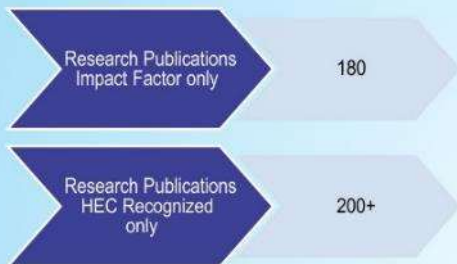 Research Publications
Impact Factor only
180
Research Publications
HEC Recognized
only
200+